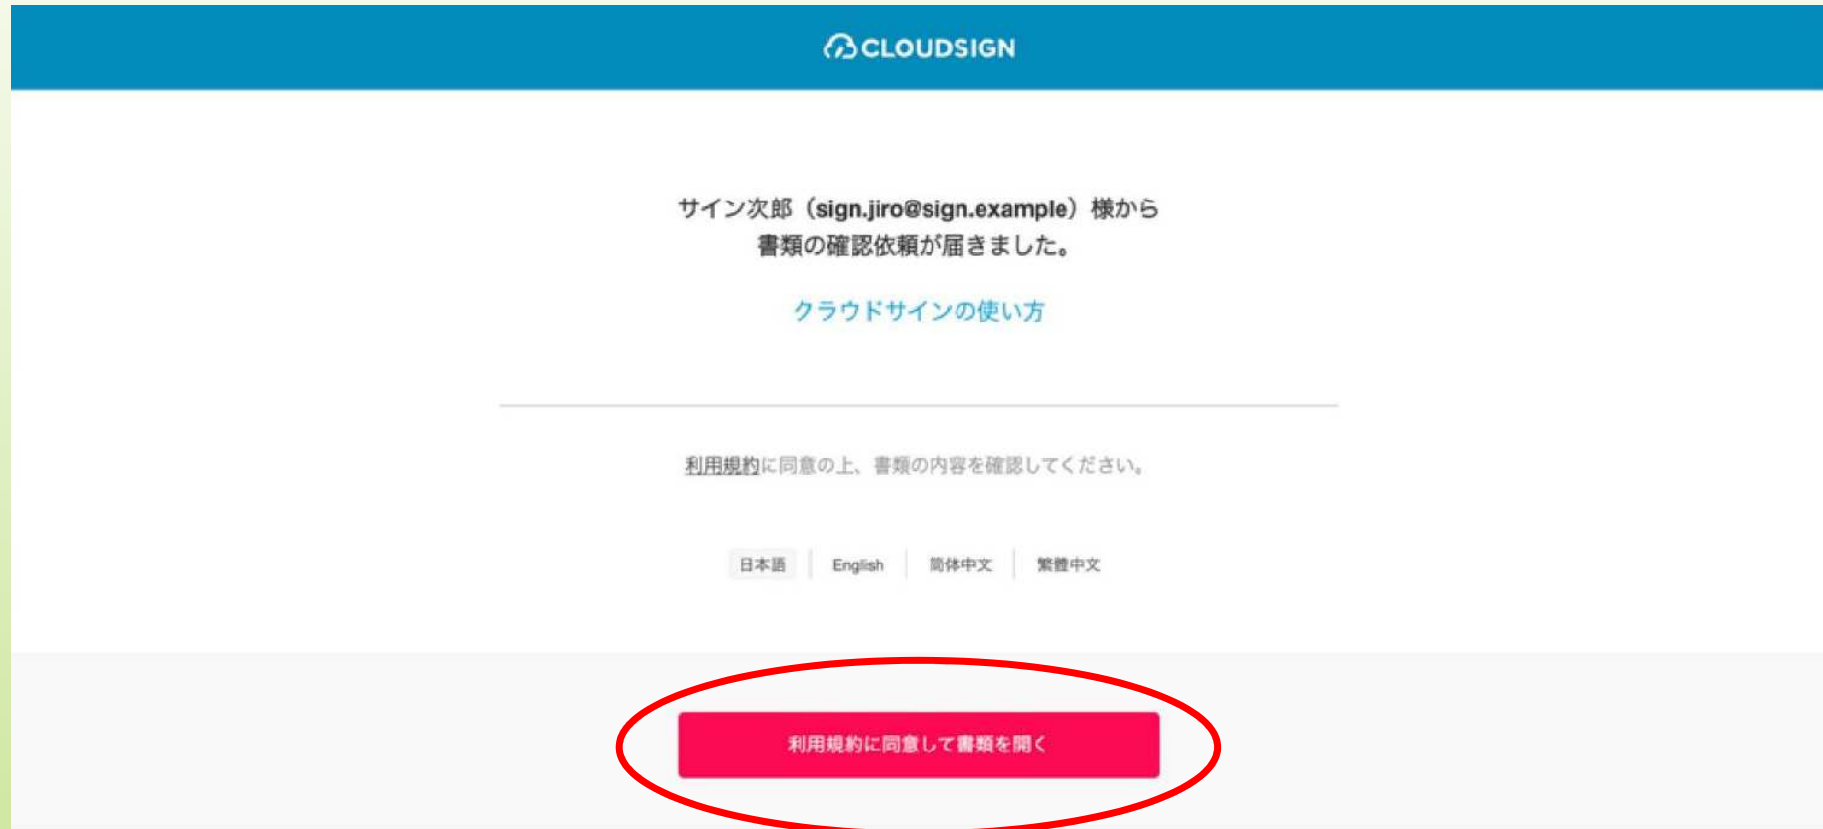 CLOUDSIGN
サイン次郎（sign.jiro@sign.example）様から
書類の確認依頼が届きました。
クラウドサインの使い方
利用規約に同意の上、書類の内容を確認してください。
日本語 English 简体中文 繁體中文
利用規約に同意して書類を開く